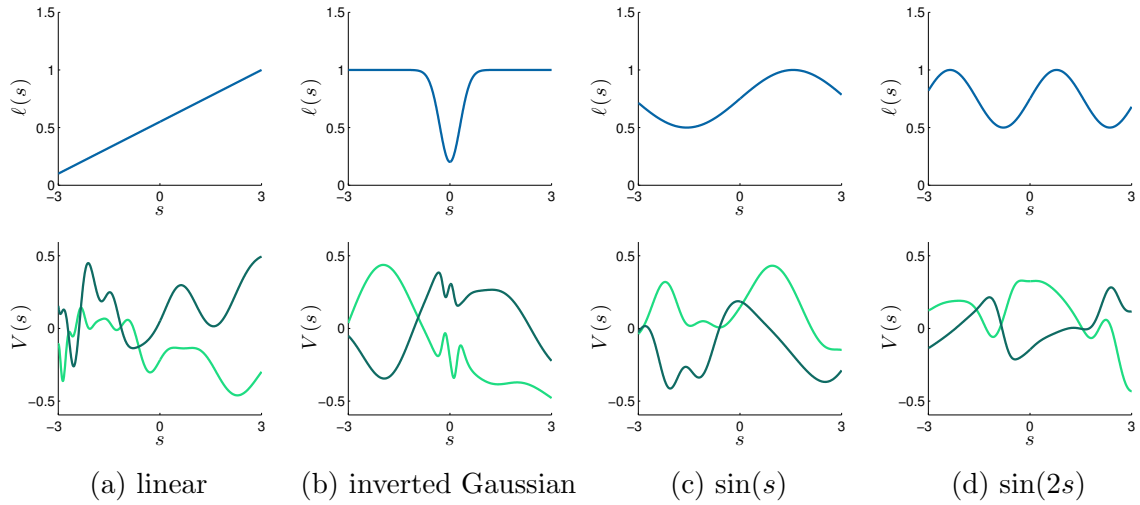 1.5 1.5 1.5 1.5
1 1 1 1
ℓ(s) ℓ(s) ℓ(s) ℓ(s)
0.5 0.5 0.5 0.5
0 0 0 0
−3 0 3 −3 0 3 −3 0 3 −3 0 3
s s s s
0.5 0.5 0.5 0.5
V(s) V(s) V(s) V(s)
0 0 0 0
−0.5 −0.5 −0.5 −0.5
−3 0 3 −3 0 3 −3 0 3 −3 0 3
s s s s
(a) linear (b) inverted Gaussian (c) sin(s) (d) sin(2s)